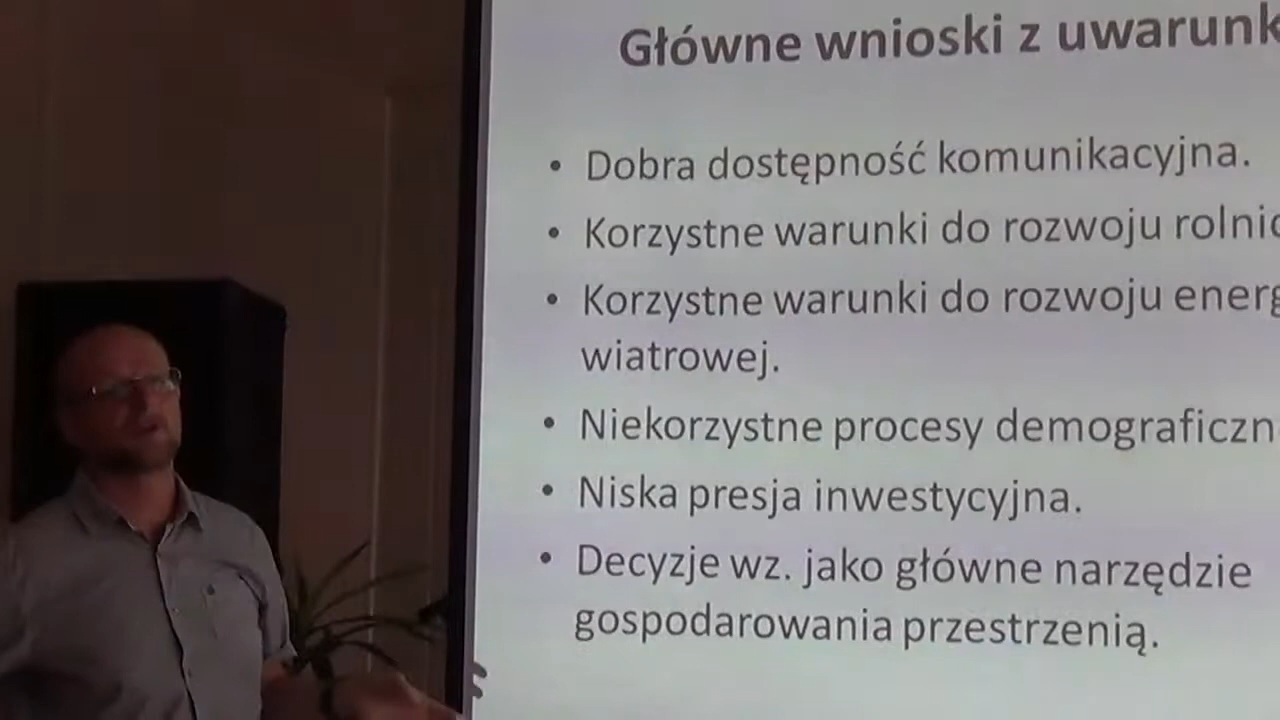 Główne wnioski z uwarunk
• Dobra dostępność komunikacyjna.
• Korzystne warunki do rozwoju rolnic
• Korzystne warunki do rozwoju energ
wiatrowej.
• Niekorzystne procesy demograficzn
• Niska presja inwestycyjna.
• Decyzje wz. jako główne narzędzie
gospodarowania przestrzenią.